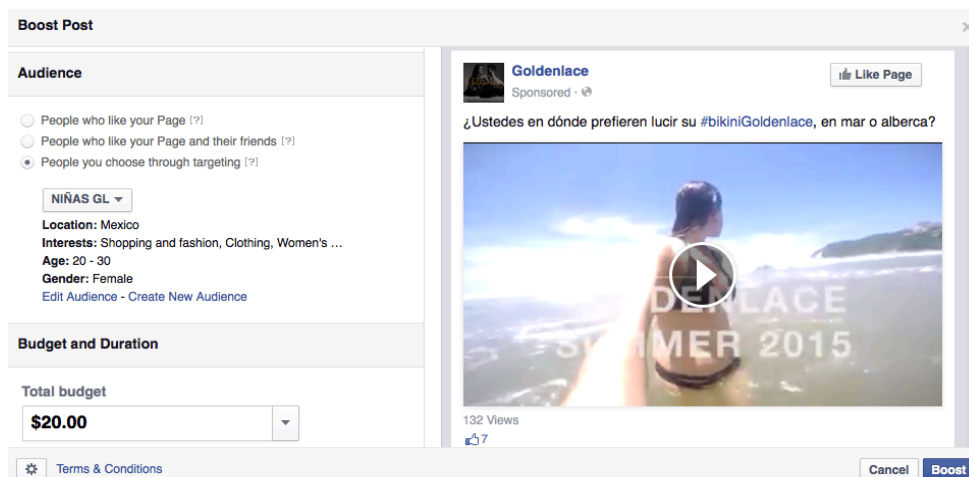 Boost Post
×
Audience
People who like your Page [?]
People who like your Page and their friends [?]
People you choose through targeting [?]
NIÑAS GL
Location: Mexico
Interests: Shopping and fashion, Clothing, Women's ...
Age: 20 - 30
Gender: Female
Edit Audience - Create New Audience
Budget and Duration
Total budget
$20.00
Terms & Conditions
Goldenlace
Sponsored ·
Like Page
¿Ustedes en dónde prefieren lucir su #bikiniGoldenlace, en mar o alberca?
DENLACE
SUMMER 2015
132 Views
7
Cancel
Boost